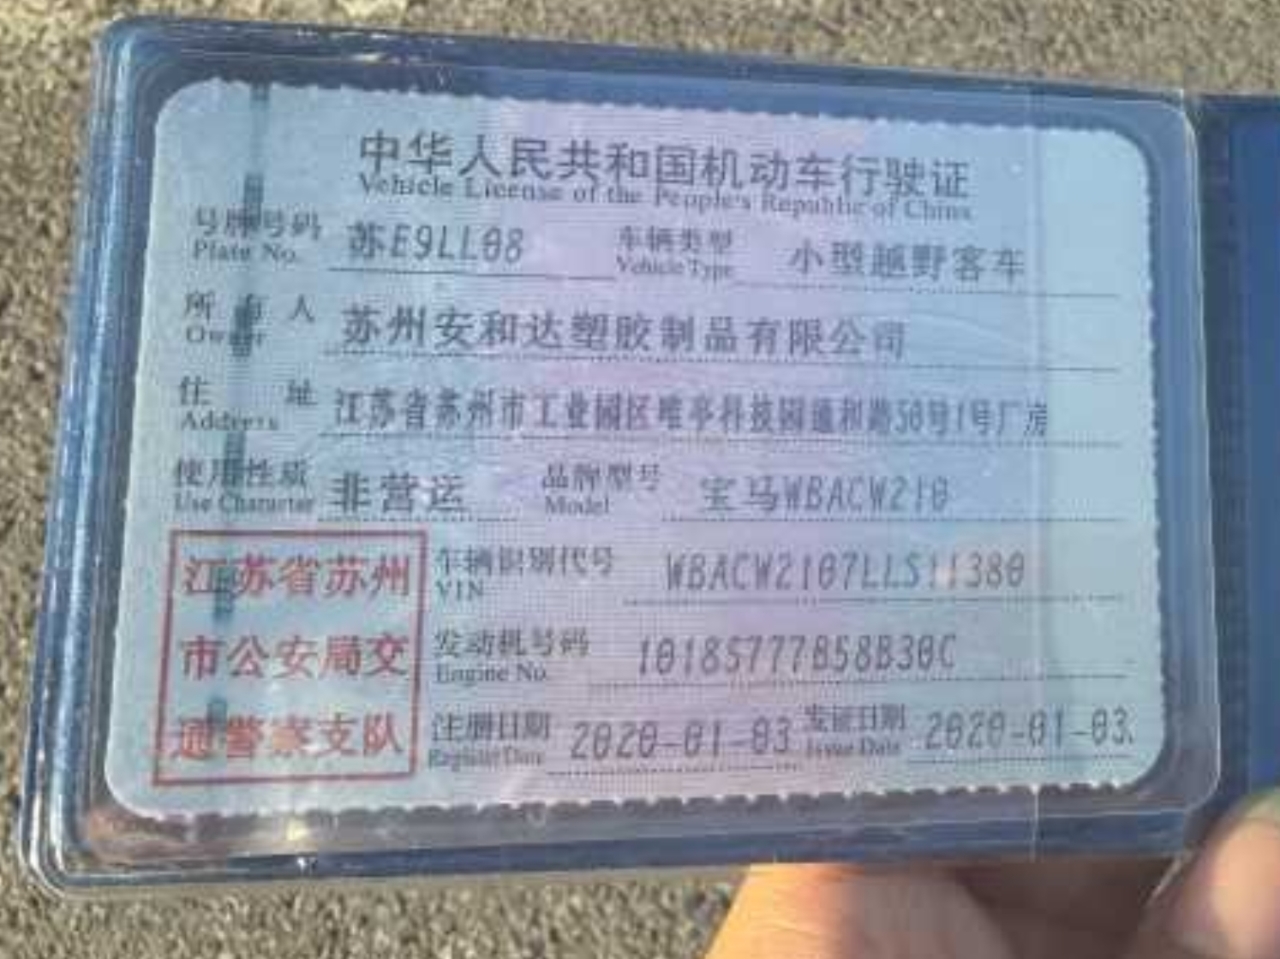 中华人民共和国机动车行驶证
Vehicle License of the People's Republic of China
号牌号码 苏E9LL08 车辆类型 小型越野客车
Plate No. Vehicle Type
所有人 苏州安和达塑胶制品有限公司
Owner
住址 江苏省苏州市工业园区唯亭科技园通和路50号1号厂房
Address
使用性质 非营运 品牌型号 宝马WBACW210
Use Character Model
江苏省苏州
市公安局交
通警察支队
车辆识别代号 WBACW2107LLS11380
VIN
发动机号码 10185777B58B30C
Engine No.
注册日期 2020-01-03 发证日期 2020-01-03
Register Date Issue Date